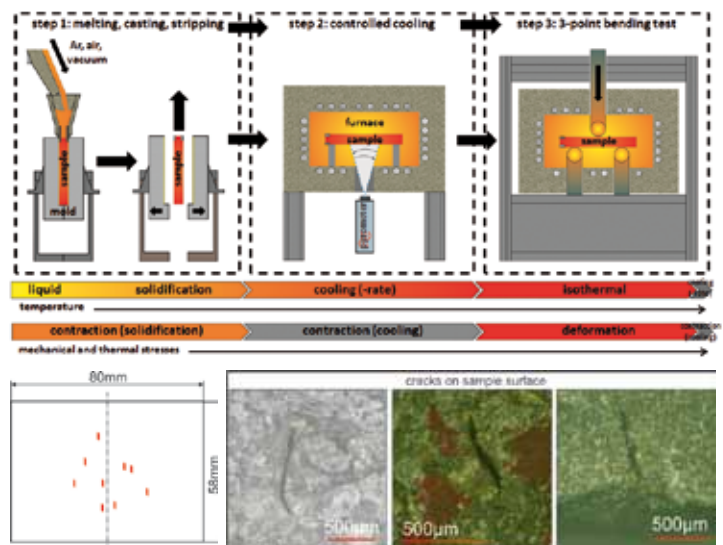 step 1: melting, casting, stripping
step 2: controlled cooling
step 3: 3-point bending test
Ar, air,
vacuum
sample
mold
sample
furnace
sample
pyrometer
sample
liquid
solidification
cooling (-rate)
isothermal
temperature
contraction (solidification)
contraction (cooling)
deformation
mechanical and thermal stresses
80mm
58mm
cracks on sample surface
500µm
500µm
500µm